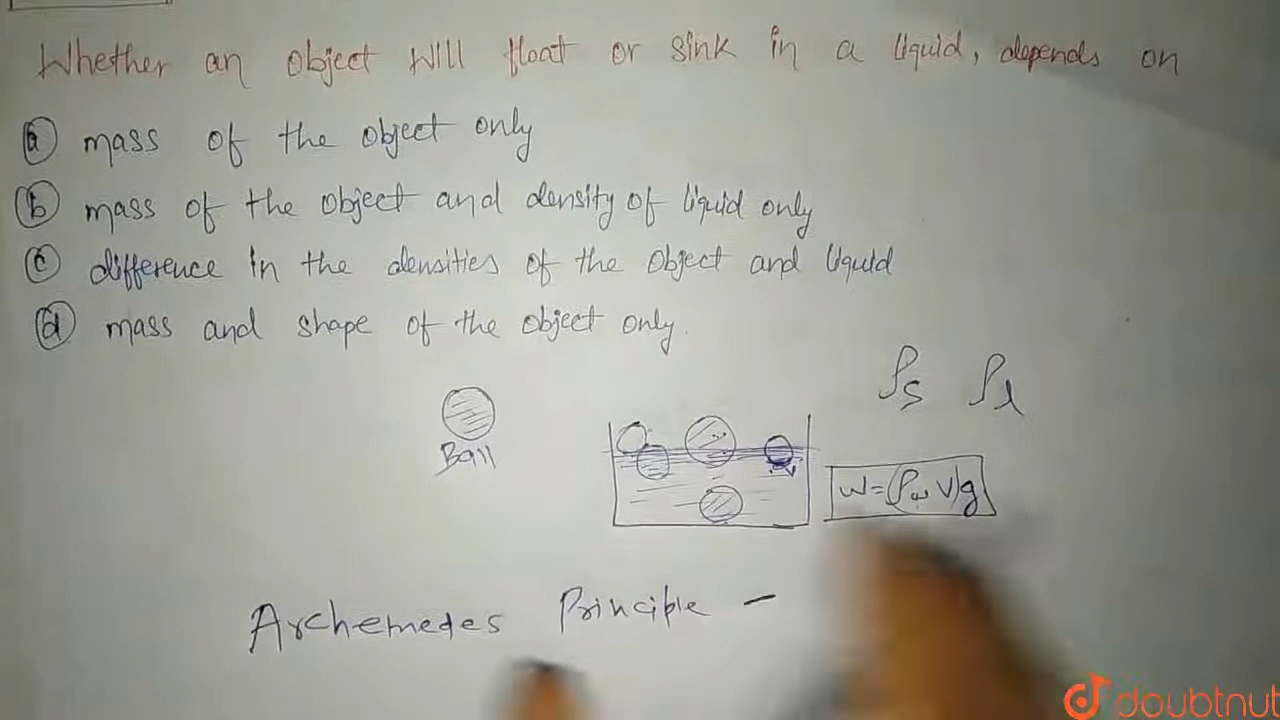 Whether an object will float or sink in a liquid, depends on
(a) mass of the object only
(b) mass of the object and density of liquid only
(c) difference in the densities of the object and liquid
(d) mass and shape of the object only.
ρs ρl
Ball
w=(ρw V)g
Archemedes Principle –
doubtnut